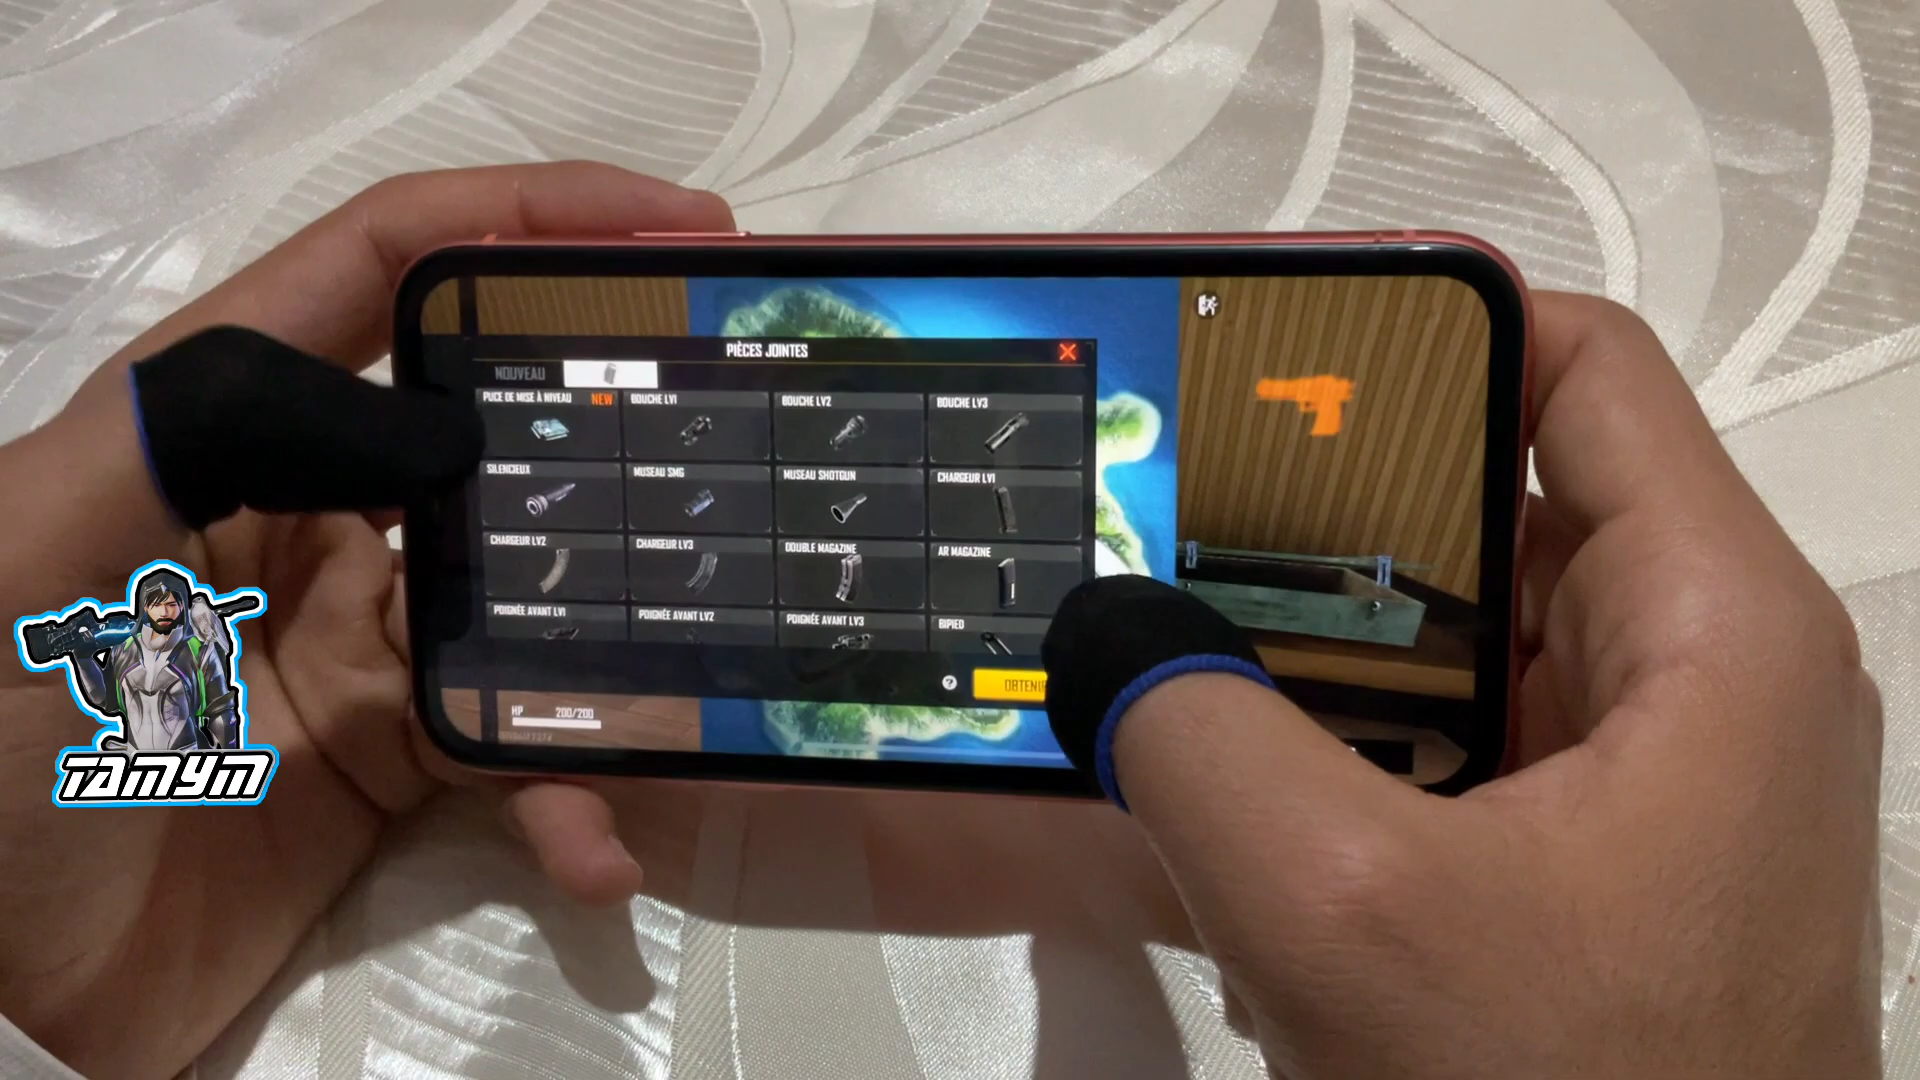 PIÈCES JOINTES
NOUVEAU
PUCE DE MISE À NIVEAU NEW
BOUCHE LV1
BOUCHE LV2
BOUCHE LV3
SILENCIEUX
MUSEAU SMG
MUSEAU SHOTGUN
CHARGEUR LV1
CHARGEUR LV2
CHARGEUR LV3
DOUBLE MAGAZINE
AR MAGAZINE
POIGNÉE AVANT LV1
POIGNÉE AVANT LV2
POIGNÉE AVANT LV3
BIPIED
?
OBTENIR
HP 200/200
TAMYM